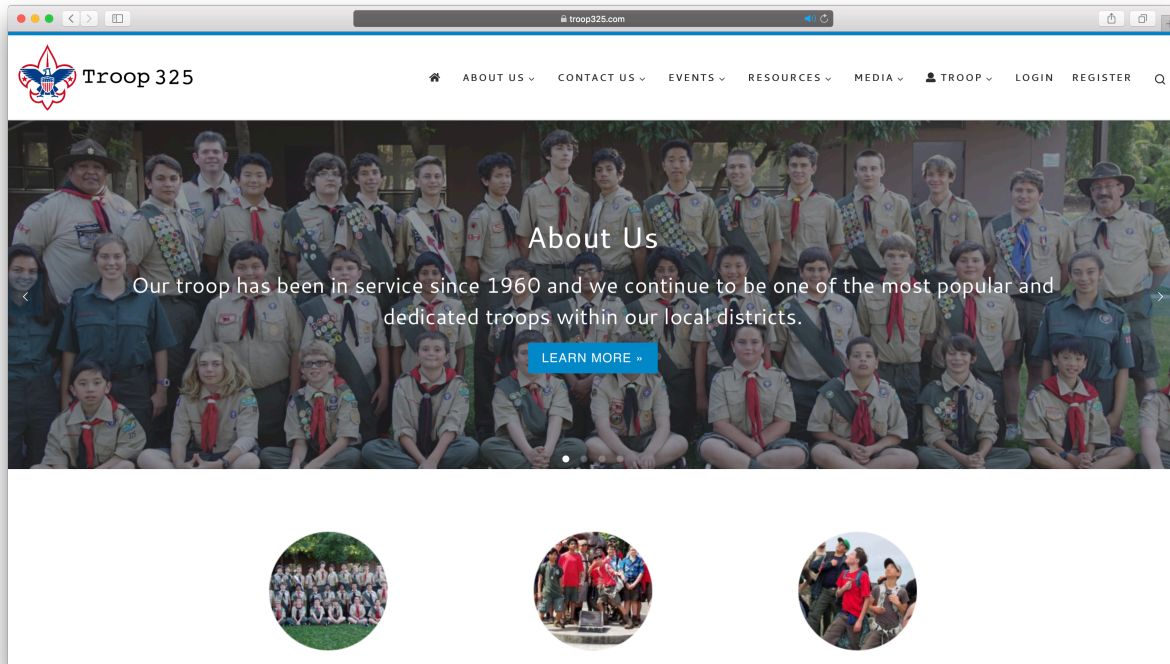 troop325.com
Troop 325
ABOUT US
CONTACT US
EVENTS
RESOURCES
MEDIA
TROOP
LOGIN
REGISTER
About Us
Our troop has been in service since 1960 and we continue to be one of the most popular and
dedicated troops within our local districts.
LEARN MORE »